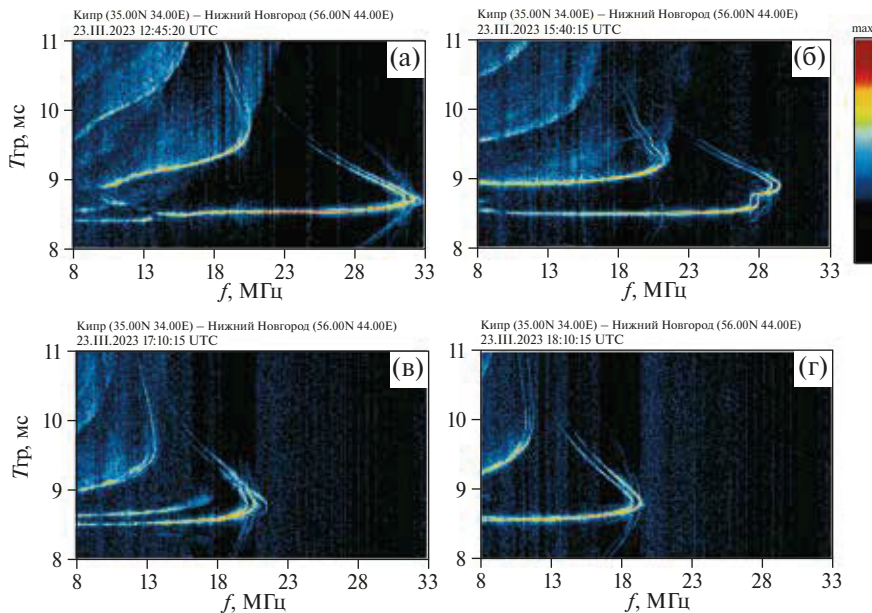 Кипр (35.00N 34.00E) – Нижний Новгород (56.00N 44.00E)
23.III.2023 12:45:20 UTC
(а)
11
10
9
8
Tгр, мс
8 13 18 23 28 33
f, МГц
Кипр (35.00N 34.00E) – Нижний Новгород (56.00N 44.00E)
23.III.2023 15:40:15 UTC
(б)
11
10
9
8
8 13 18 23 28 33
f, МГц
max
Кипр (35.00N 34.00E) – Нижний Новгород (56.00N 44.00E)
23.III.2023 17:10:15 UTC
(в)
11
10
9
8
Tгр, мс
8 13 18 23 28 33
f, МГц
Кипр (35.00N 34.00E) – Нижний Новгород (56.00N 44.00E)
23.III.2023 18:10:15 UTC
(г)
11
10
9
8
8 13 18 23 28 33
f, МГц